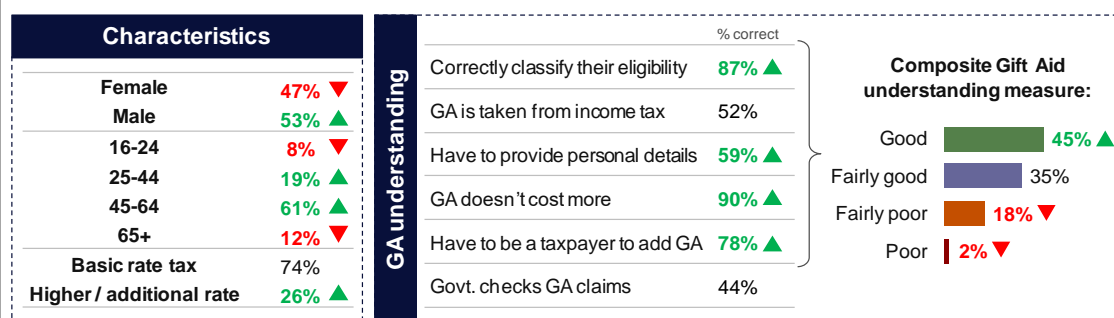 Characteristics
Female 47% ▼
Male 53% ▲
16-24 8% ▼
25-44 19% ▲
45-64 61% ▲
65+ 12% ▼
Basic rate tax 74%
Higher / additional rate 26% ▲
GA understanding
% correct
Correctly classify their eligibility 87% ▲
GA is taken from income tax 52%
Have to provide personal details 59% ▲
GA doesn't cost more 90% ▲
Have to be a taxpayer to add GA 78% ▲
Govt. checks GA claims 44%
Composite Gift Aid
understanding measure:
Good 45% ▲
Fairly good 35%
Fairly poor 18% ▼
Poor 2% ▼